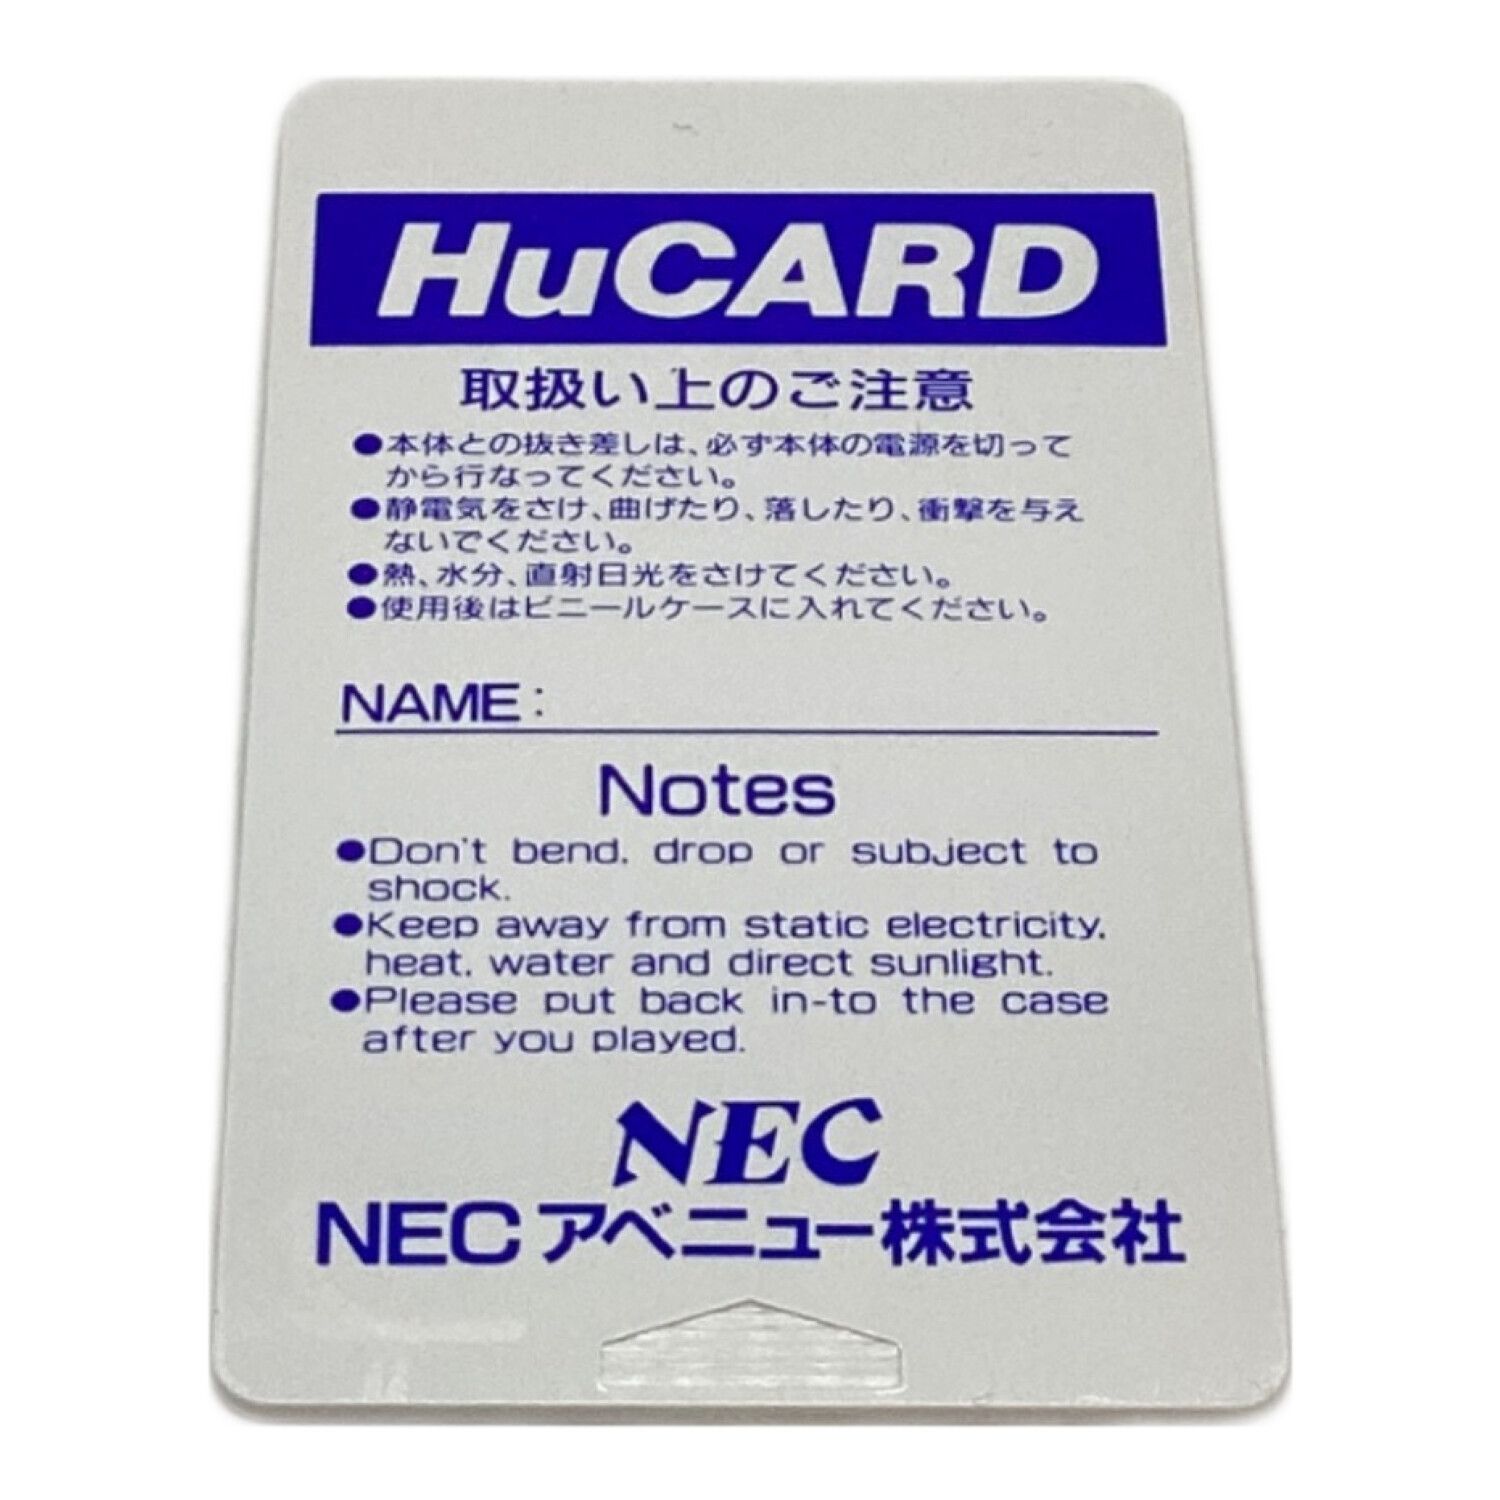 HuCARD
取扱い上のご注意
●本体との抜き差しは、必ず本体の電源を切って
から行なってください。
●静電気をさけ、曲げたり、落したり、衝撃を与え
ないでください。
●熱、水分、直射日光をさけてください。
●使用後はビニールケースに入れてください。
NAME:
Notes
●Don't bend, drop or subject to
shock.
●Keep away from static electricity,
heat, water and direct sunlight.
●Please put back in-to the case
after you played.
NEC
NECアベニュー株式会社